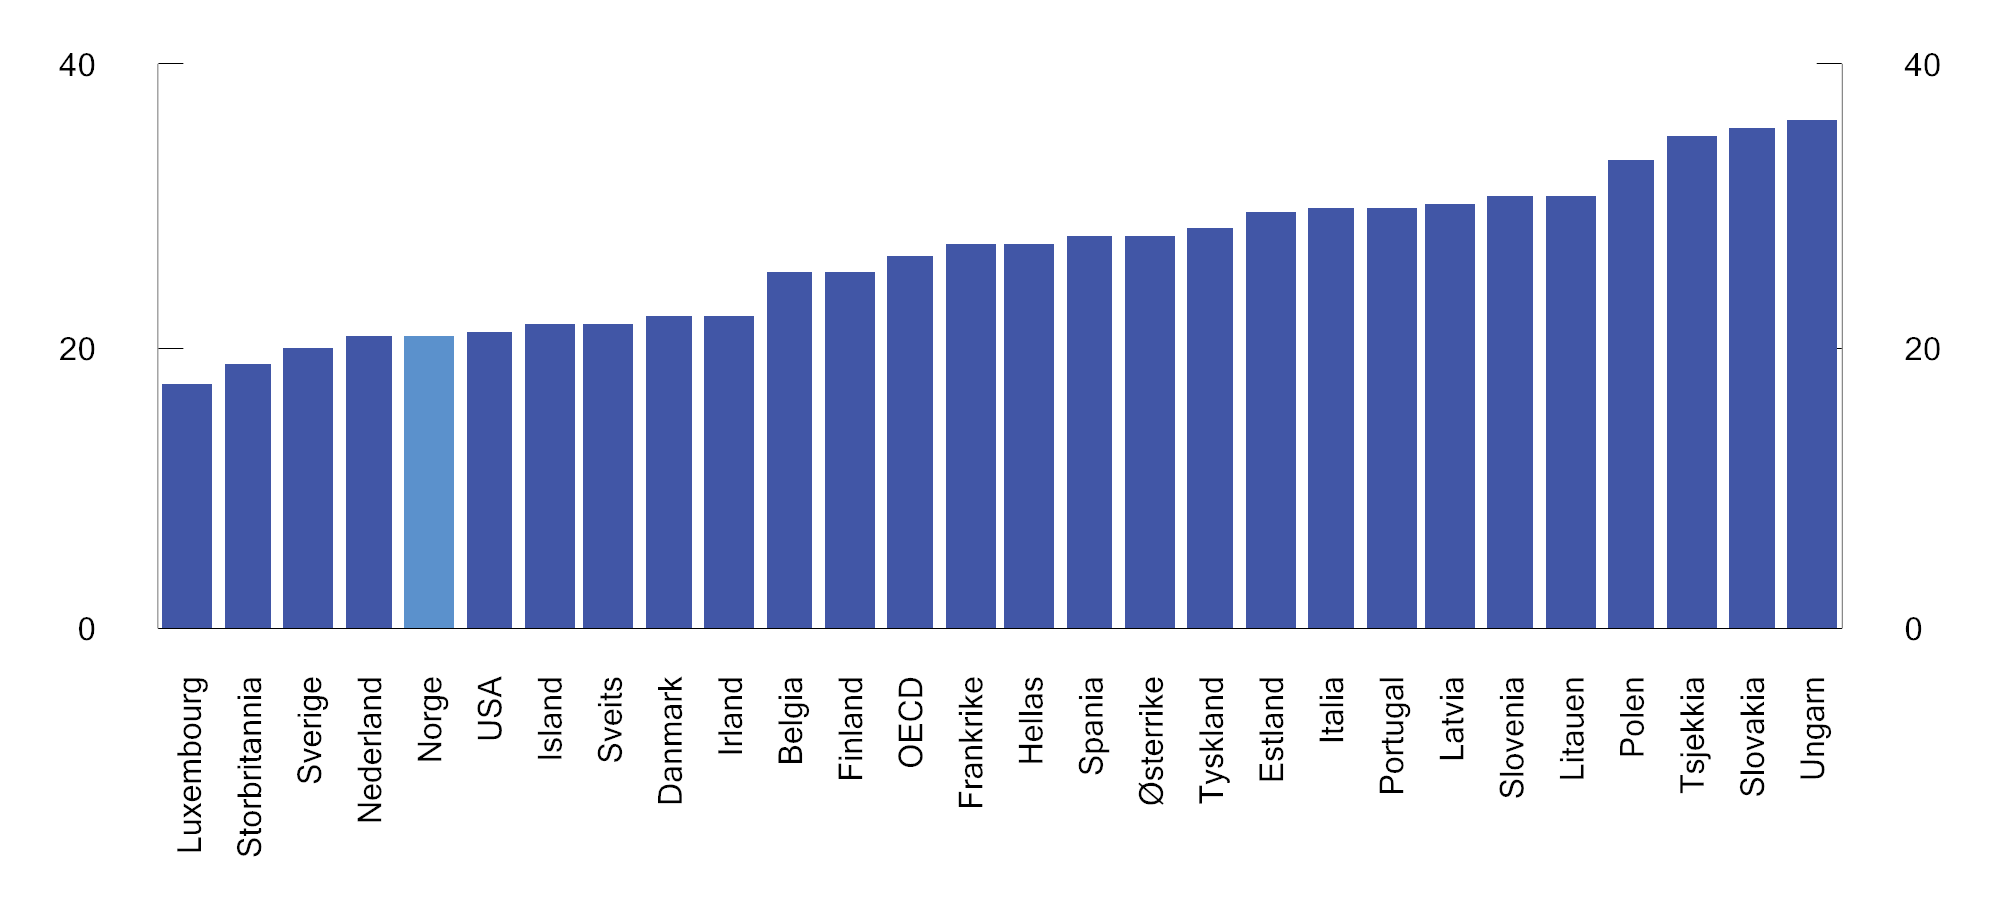 40
40
20
20
0
0
Luxembourg
Storbritannia
Sverige
Nederland
Norge
USA
Island
Sveits
Danmark
Irland
Belgia
Finland
OECD
Frankrike
Hellas
Spania
Østerrike
Tyskland
Estland
Italia
Portugal
Latvia
Slovenia
Litauen
Polen
Tsjekkia
Slovakia
Ungarn